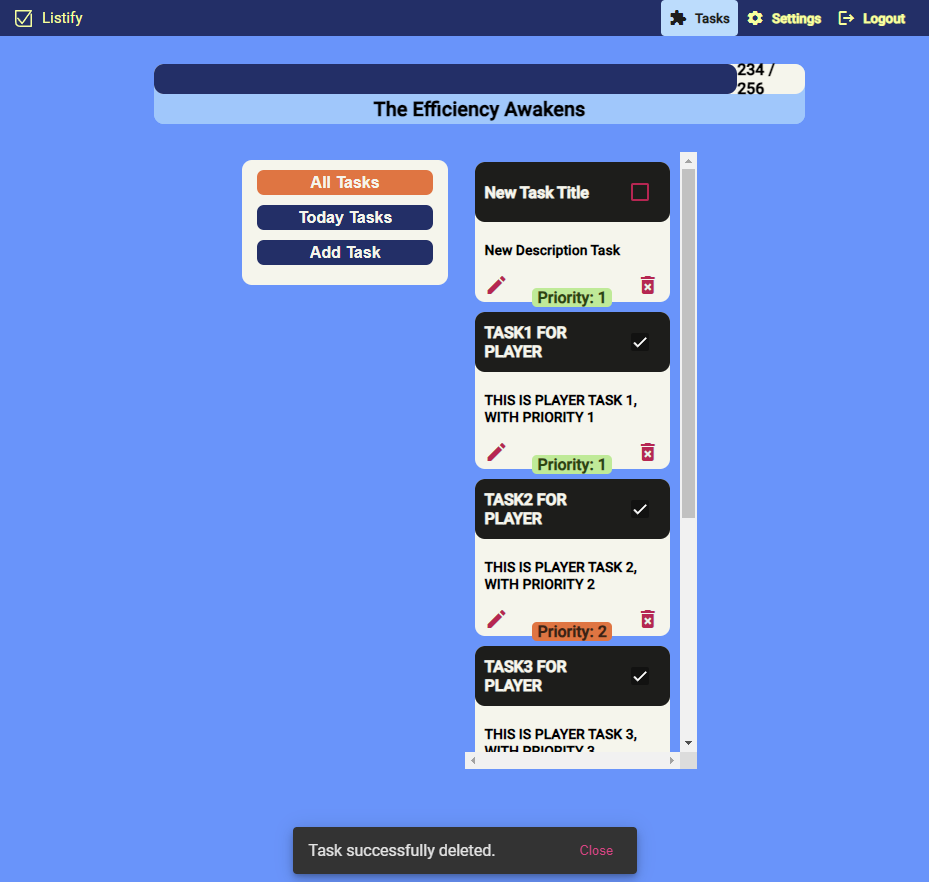 Listify
Tasks
Settings
Logout
234 /
256
The Efficiency Awakens
All Tasks
Today Tasks
Add Task
New Task Title
New Description Task
Priority: 1
TASK1 FOR
PLAYER
THIS IS PLAYER TASK 1,
WITH PRIORITY 1
Priority: 1
TASK2 FOR
PLAYER
THIS IS PLAYER TASK 2,
WITH PRIORITY 2
Priority: 2
TASK3 FOR
PLAYER
THIS IS PLAYER TASK 3,
WITH PRIORITY 3
Task successfully deleted.
Close